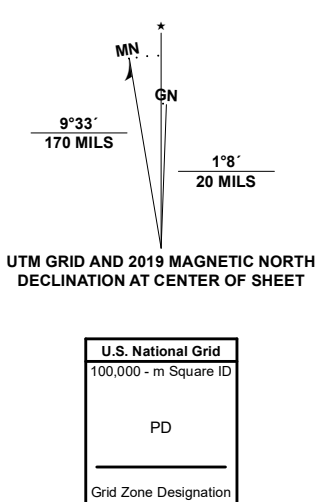 MN
GN
9°33´
170 MILS
1°8´
20 MILS
UTM GRID AND 2019 MAGNETIC NORTH
DECLINATION AT CENTER OF SHEET
U.S. National Grid
100,000 - m Square ID
PD
Grid Zone Designation